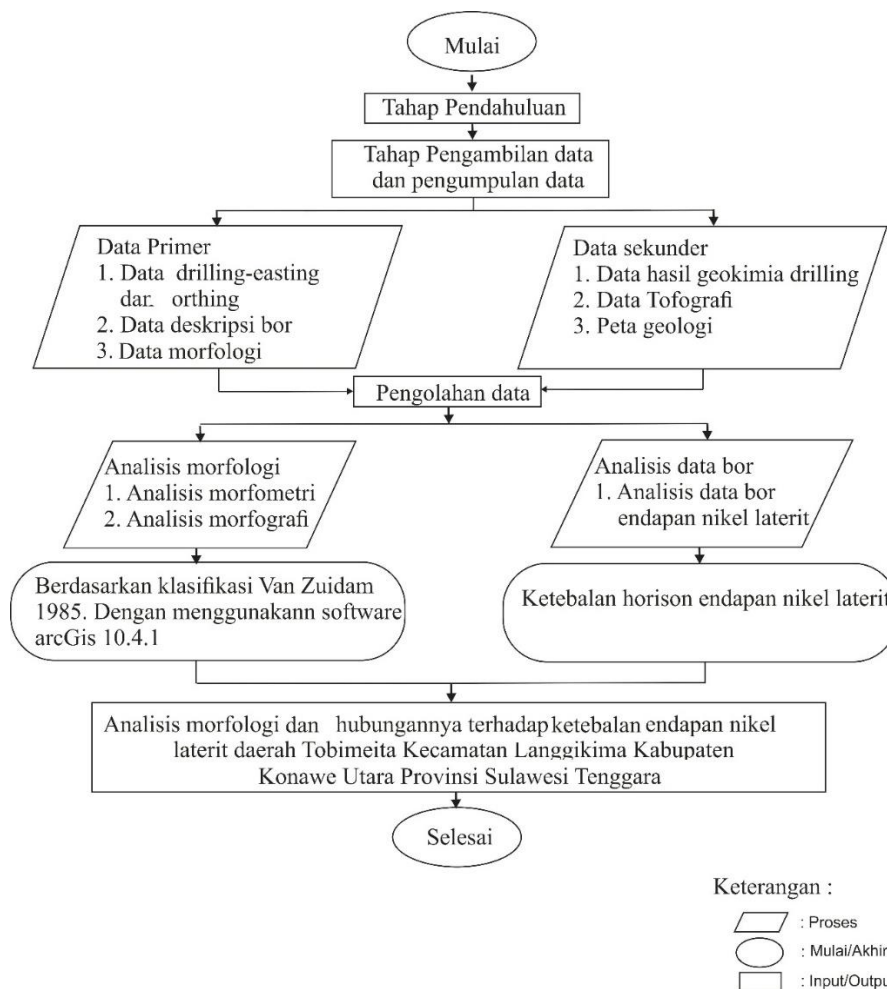 Mulai
Tahap Pendahuluan
Tahap Pengambilan data
dan pengumpulan data
Data Primer
1. Data drilling-easting
dar orthing
2. Data deskripsi bor
3. Data morfologi
Data sekunder
1. Data hasil geokimia drilling
2. Data Tofografi
3. Peta geologi
Pengolahan data
Analisis morfologi
1. Analisis morfometri
2. Analisis morfografi
Analisis data bor
1. Analisis data bor
endapan nikel laterit
Berdasarkan klasifikasi Van Zuidam
1985. Dengan menggunakann software
arcGis 10.4.1
Ketebalan horison endapan nikel laterit
Analisis morfologi dan hubungannya terhadap ketebalan endapan nikel
laterit daerah Tobimeita Kecamatan Langgikima Kabupaten
Konawe Utara Provinsi Sulawesi Tenggara
Selesai
Keterangan :
: Proses
: Mulai/Akhir
: Input/Outpu